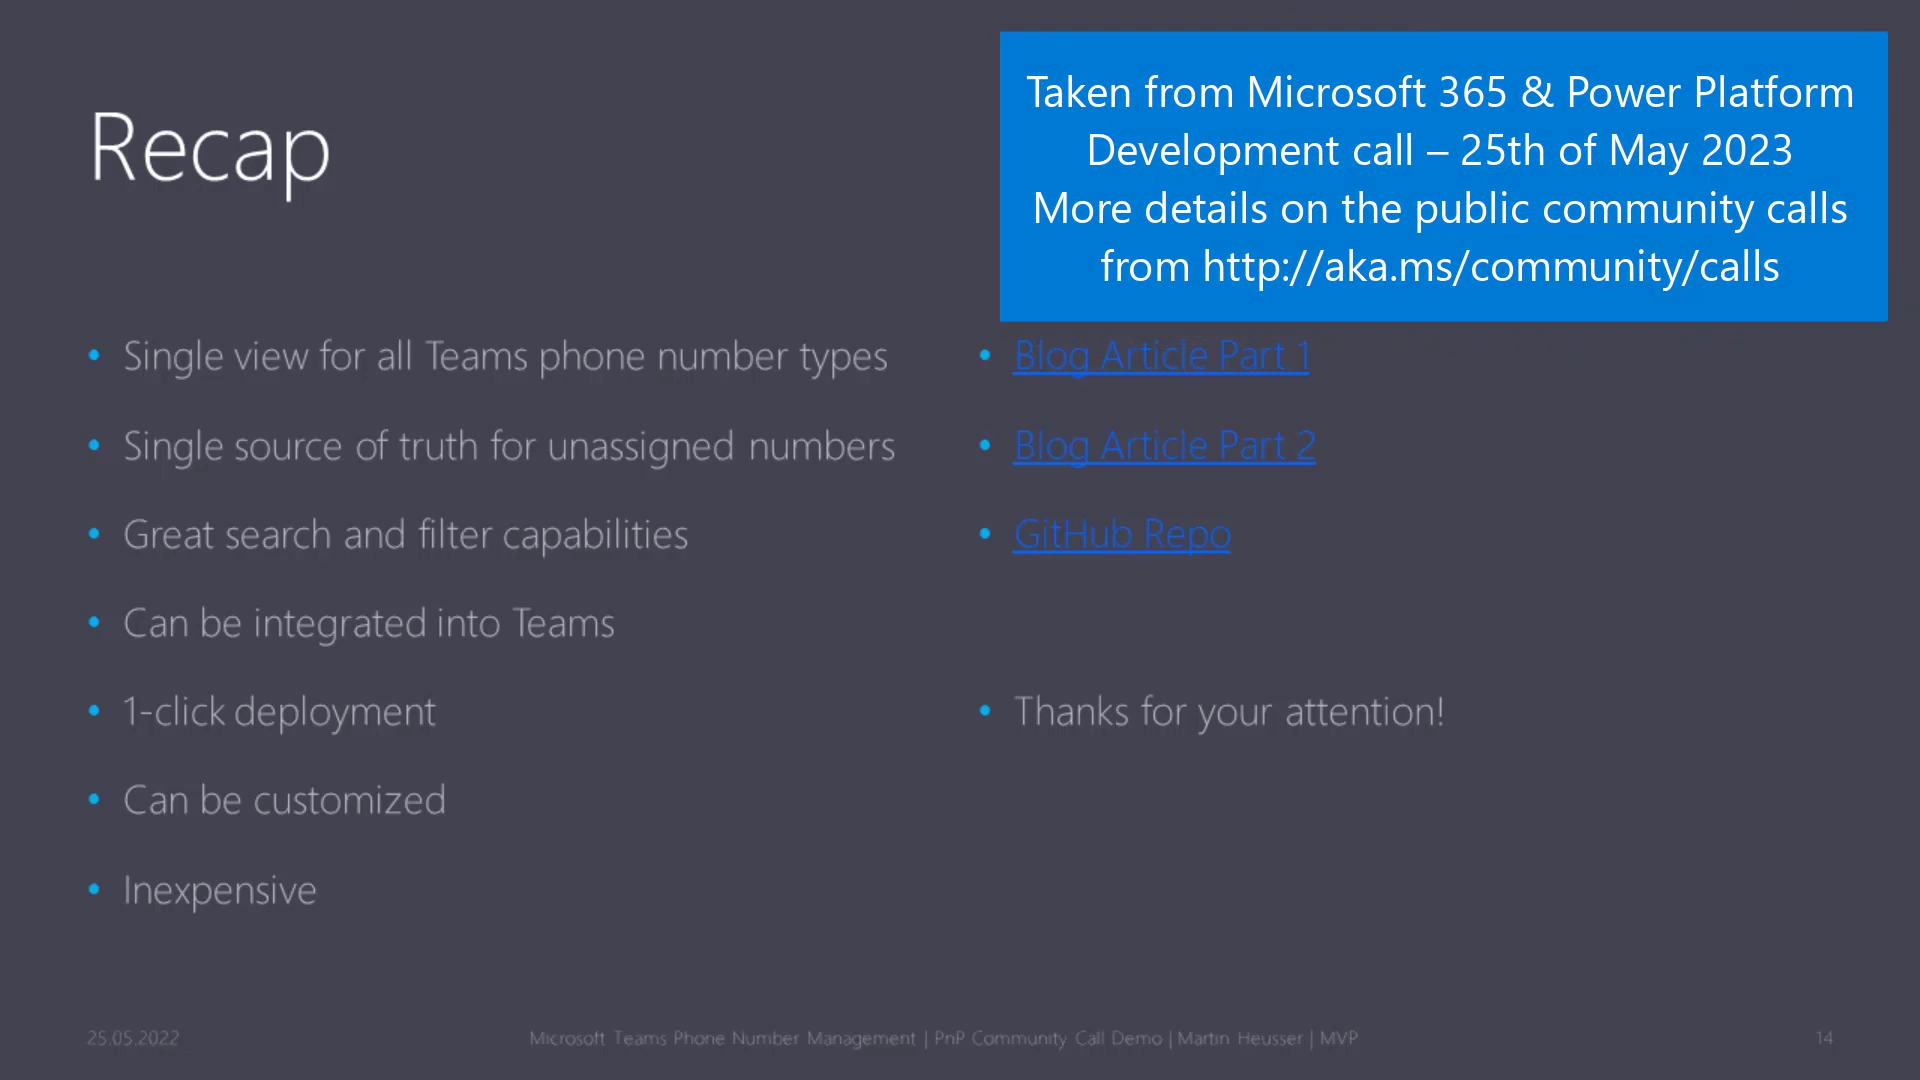 Recap
Taken from Microsoft 365 & Power Platform
Development call – 25th of May 2023
More details on the public community calls
from http://aka.ms/community/calls
• Single view for all Teams phone number types
• Single source of truth for unassigned numbers
• Great search and filter capabilities
• Can be integrated into Teams
• 1-click deployment
• Can be customized
• Inexpensive
• Blog Article Part 1
• Blog Article Part 2
• GitHub Repo
• Thanks for your attention!
25.05.2022
Microsoft Teams Phone Number Management | PnP Community Call Demo | Martin Heusser | MVP
14